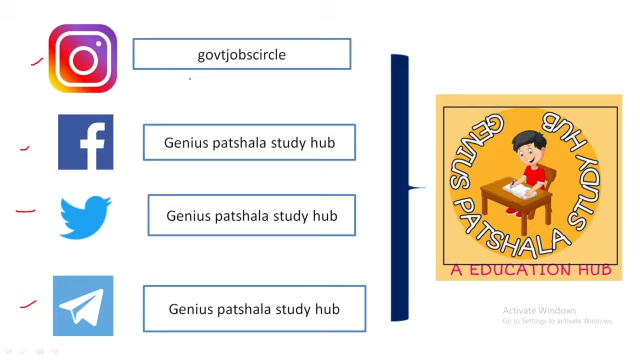 govtjobscircle
Genius patshala study hub
Genius patshala study hub
Genius patshala study hub
GENIUS PATSHALA STUDY HUB
A EDUCATION HUB
Activate Windows
Go to Settings to activate Windows.